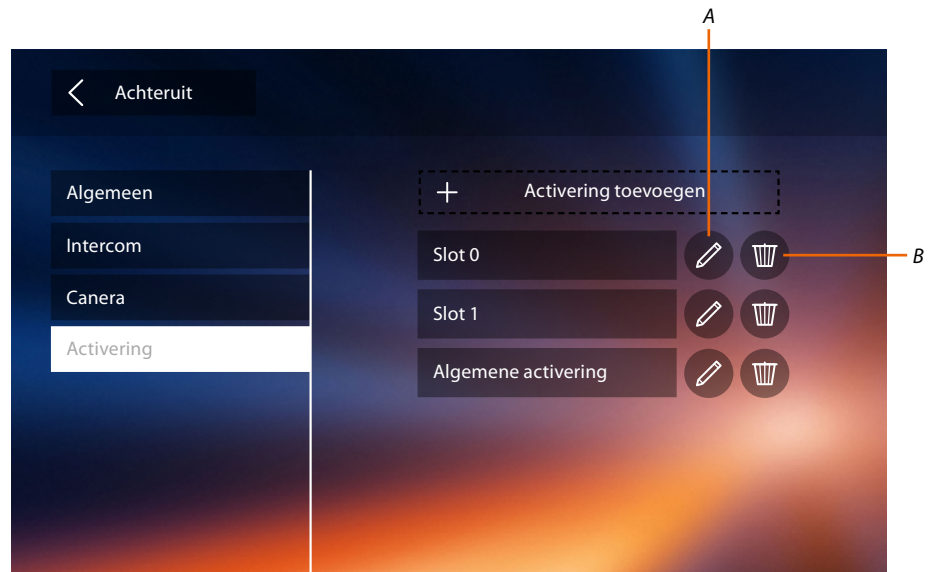 A
Achteruit
Algemeen
Intercom
Canera
Activering
Activering toevoegen
Slot 0
B
Slot 1
Algemene activering